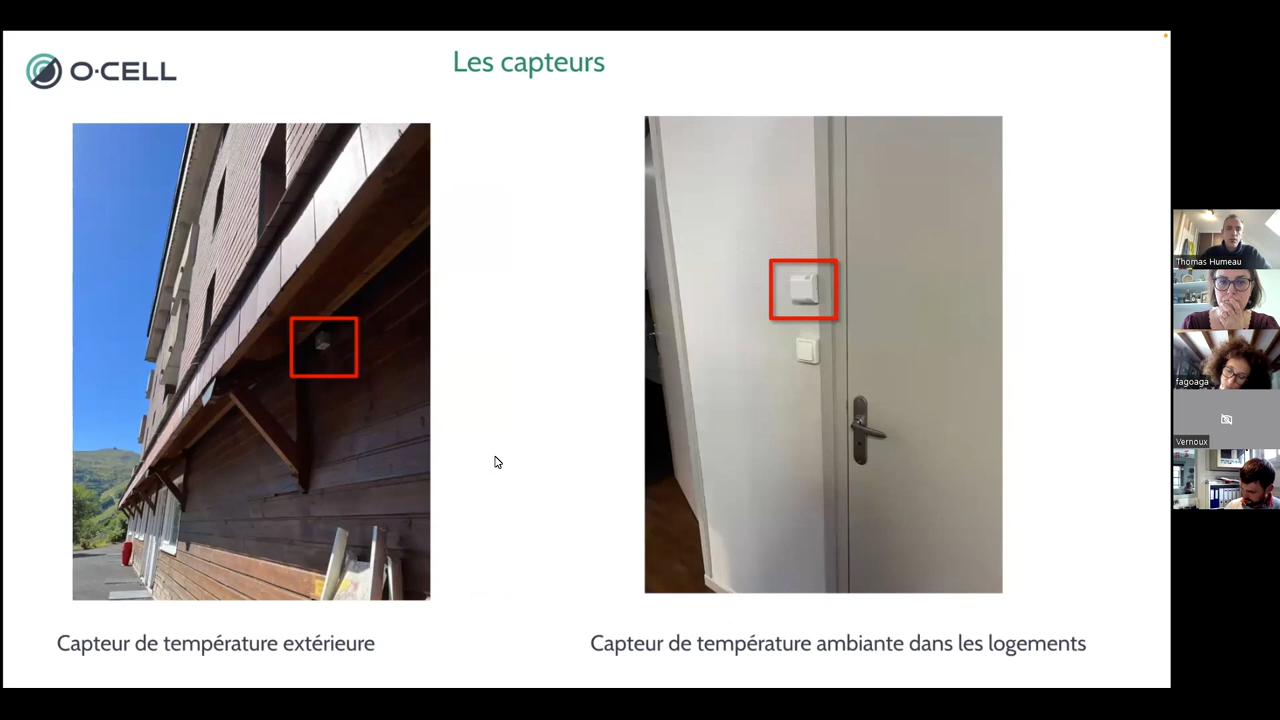 O·CELL
Les capteurs
Capteur de température extérieure
Capteur de température ambiante dans les logements
Thomas Humeau
fagoaga
Vernoux